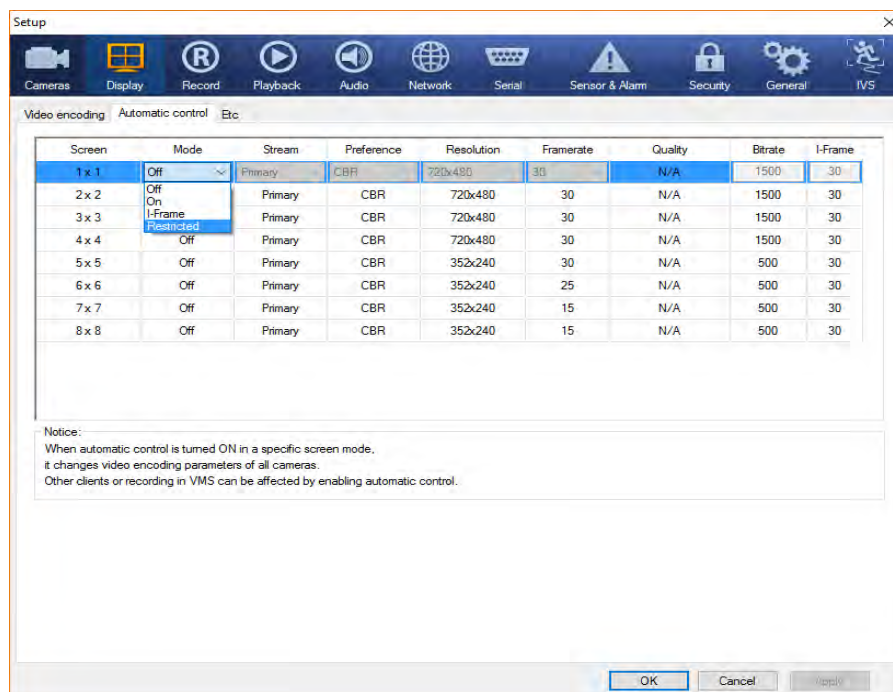 Setup
Cameras Display Record Playback Audio Network Serial Sensor & Alarm Security General IVS
Video encoding Automatic control Etc
Screen Mode Stream Preference Resolution Framerate Quality Bitrate I-Frame
1 x 1 Off Primary CBR 720x480 30 N/A 1500 30
Off
On
I-Frame
Restricted
2 x 2 Primary CBR 720x480 30 N/A 1500 30
3 x 3 Primary CBR 720x480 30 N/A 1500 30
4 x 4 Off Primary CBR 720x480 30 N/A 1500 30
5 x 5 Off Primary CBR 352x240 30 N/A 500 30
6 x 6 Off Primary CBR 352x240 25 N/A 500 30
7 x 7 Off Primary CBR 352x240 15 N/A 500 30
8 x 8 Off Primary CBR 352x240 15 N/A 500 30
Notice:
When automatic control is turned ON in a specific screen mode,
it changes video encoding parameters of all cameras.
Other clients or recording in VMS can be affected by enabling automatic control.
OK Cancel Apply